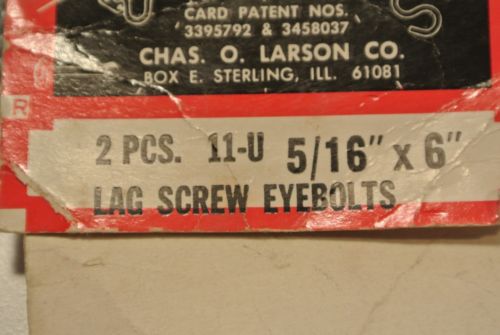 CARD PATENT NOS.
3395792 & 3458037
CHAS. O. LARSON CO.
BOX E. STERLING, ILL. 61081
R
2 PCS. 11-U 5/16" x 6"
LAG SCREW EYEBOLTS